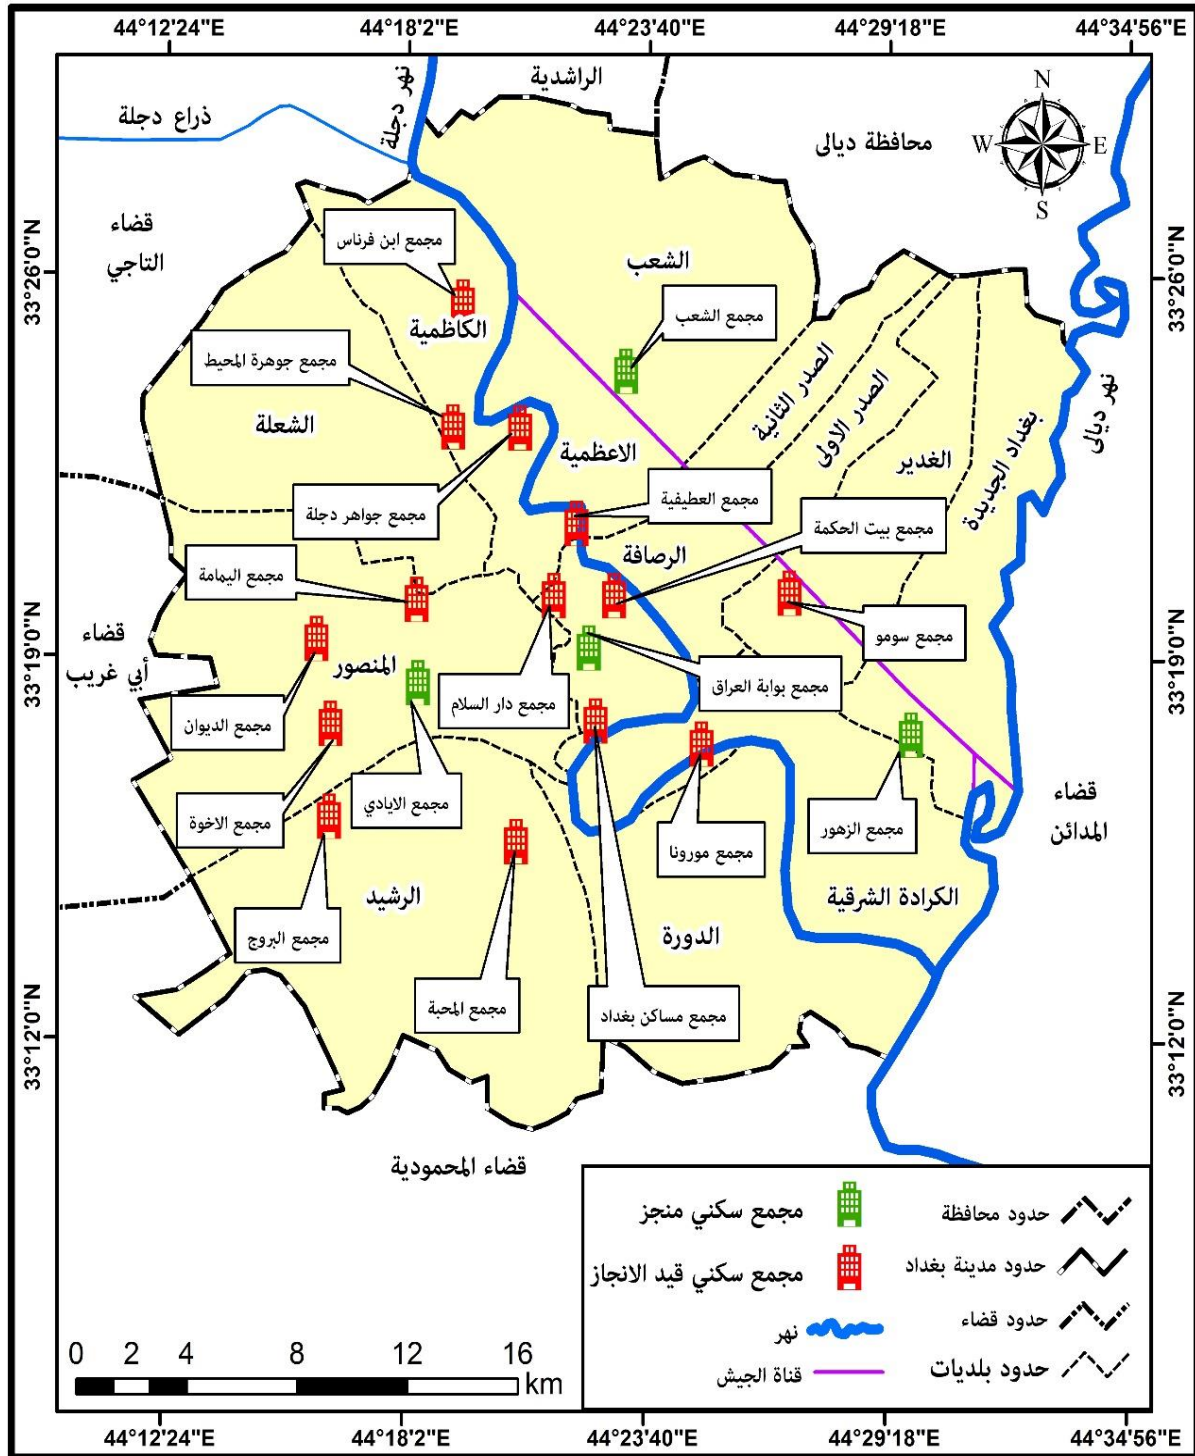 44°12'24"E
44°18'2"E
44°23'40"E
44°29'18"E
44°34'56"E
الراشدية
نهر دجلة
ذراع دجلة
محافظة ديالى
N
W
E
S
قضاء
التاجي
مجمع ابن فرناس
الشعب
33°26'0"N
33°26'0"N
الكاظمية
مجمع الشعب
مجمع جوهرة المحيط
الصدر الثانية
الصدر الاولى
نهر ديالى
الشعلة
الاعظمية
الغدير
بغداد الجديدة
مجمع العطيفية
مجمع جواهر دجلة
مجمع بيت الحكمة
الرصافة
مجمع اليمامة
قضاء
أبي غريب
مجمع سومو
33°19'0"N
33°19'0"N
المنصور
مجمع بوابة العراق
مجمع دار السلام
مجمع الديوان
مجمع الايادي
مجمع الاخوة
قضاء
المدائن
مجمع الزهور
مجمع مورونا
الرشيد
الكرادة الشرقية
الدورة
مجمع البروج
مجمع المحبة
مجمع مساكن بغداد
33°12'0"N
33°12'0"N
قضاء المحمودية
حدود محافظة
مجمع سكني منجز
حدود مدينة بغداد
مجمع سكني قيد الانجاز
حدود قضاء
نهر
حدود بلديات
قناة الجيش
0 2 4 8 12 16
km
44°12'24"E
44°18'2"E
44°23'40"E
44°29'18"E
44°34'56"E